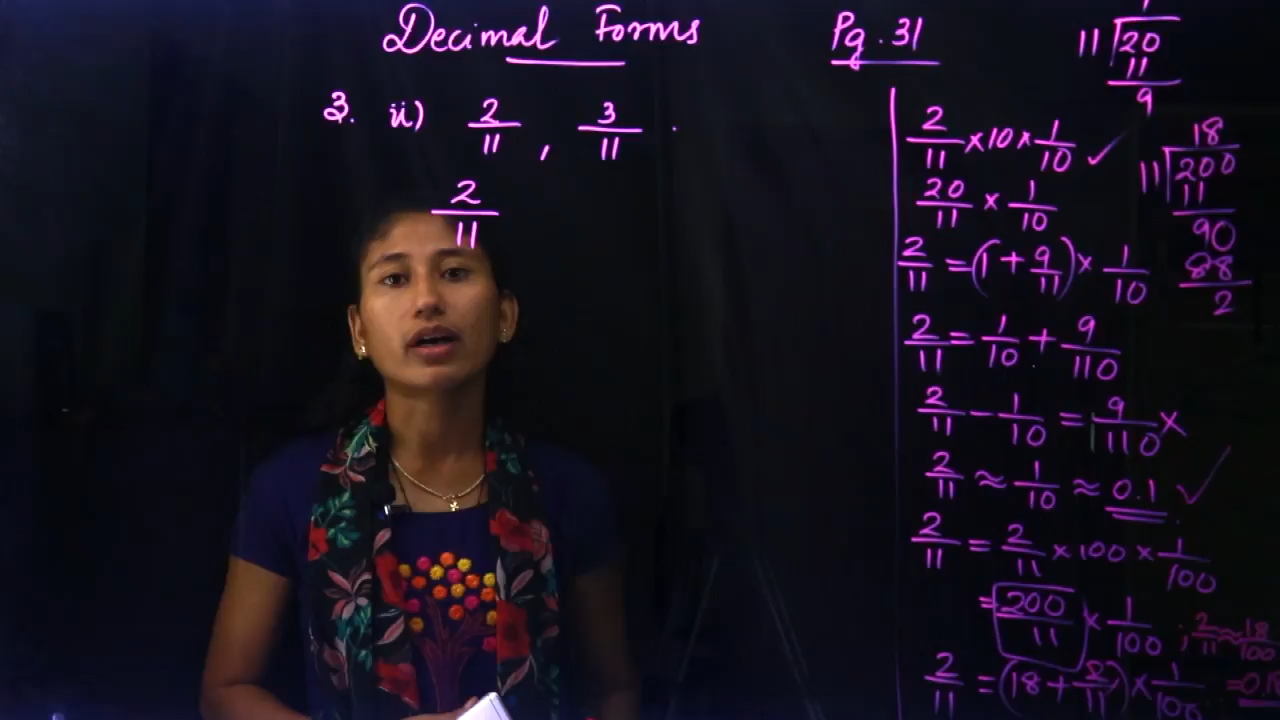 Decimal Forms
Pg. 31
3. ii) 2/11 , 3/11 .
2/11
1
11 20
11
9
2/11 × 10 × 1/10 ✓
20/11 × 1/10
2/11 = (1 + 9/11) × 1/10
2/11 = 1/10 + 9/110
2/11 − 1/10 = 9/110 ×
2/11 ≈ 1/10 ≈ 0.1 ✓
2/11 = 2/11 × 100 × 1/100
= 200/11 × 1/100 ; 2/11 ≈ 18/100
2/11 = (18 + 2/11) × 1/100 = 0.18
18
11 200
11
90
88
2